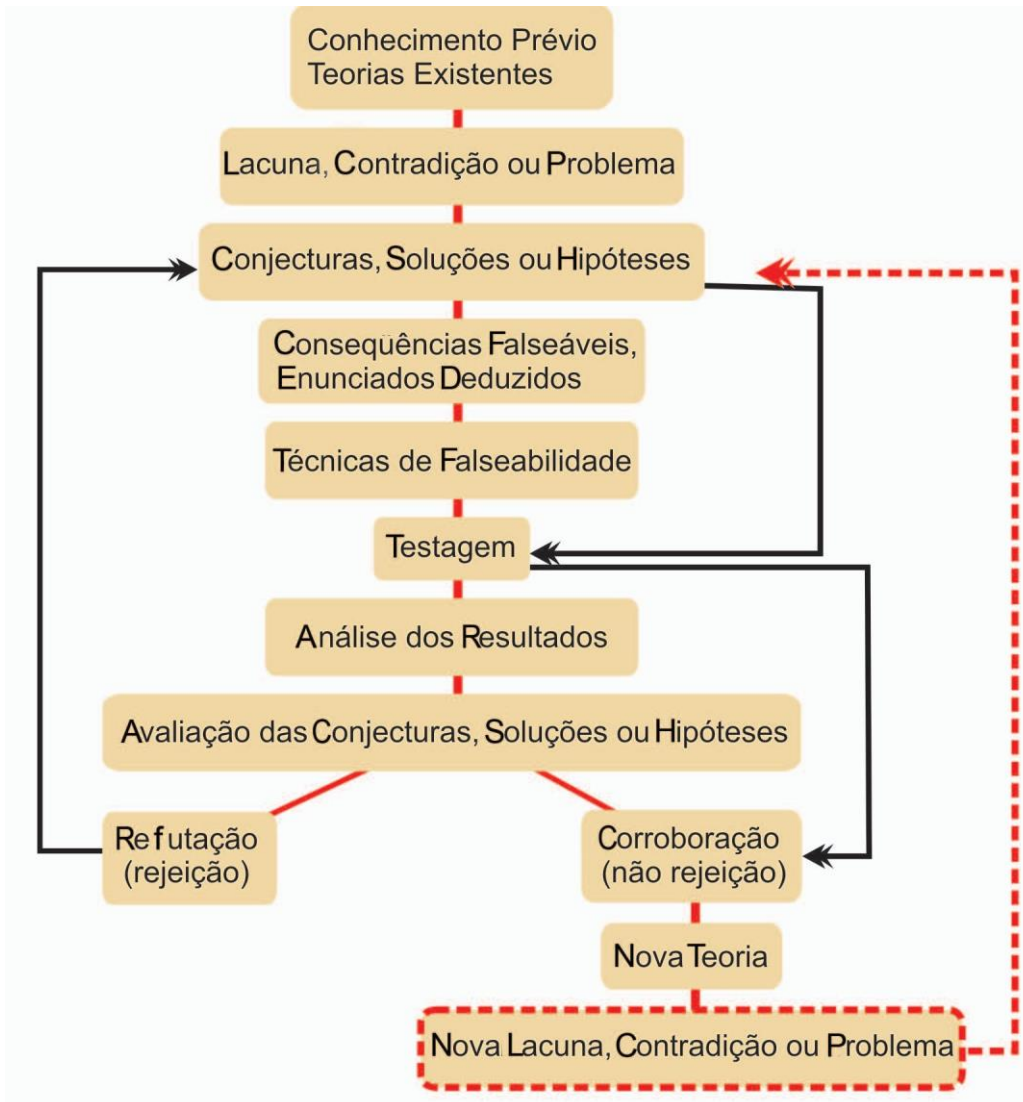 Conhecimento Prévio
Teorias Existentes
Lacuna, Contradição ou Problema
Conjecturas, Soluções ou Hipóteses
Conseqüências Falseáveis,
Enunciados Deduzidos
Técnicas de Falseabilidade
Testagem
Análise dos Resultados
Avaliação das Conjecturas, Soluções ou Hipóteses
Refutação
(rejeição)
Corroboração
(não rejeição)
Nova Teoria
Nova Lacuna, Contradição ou Problema